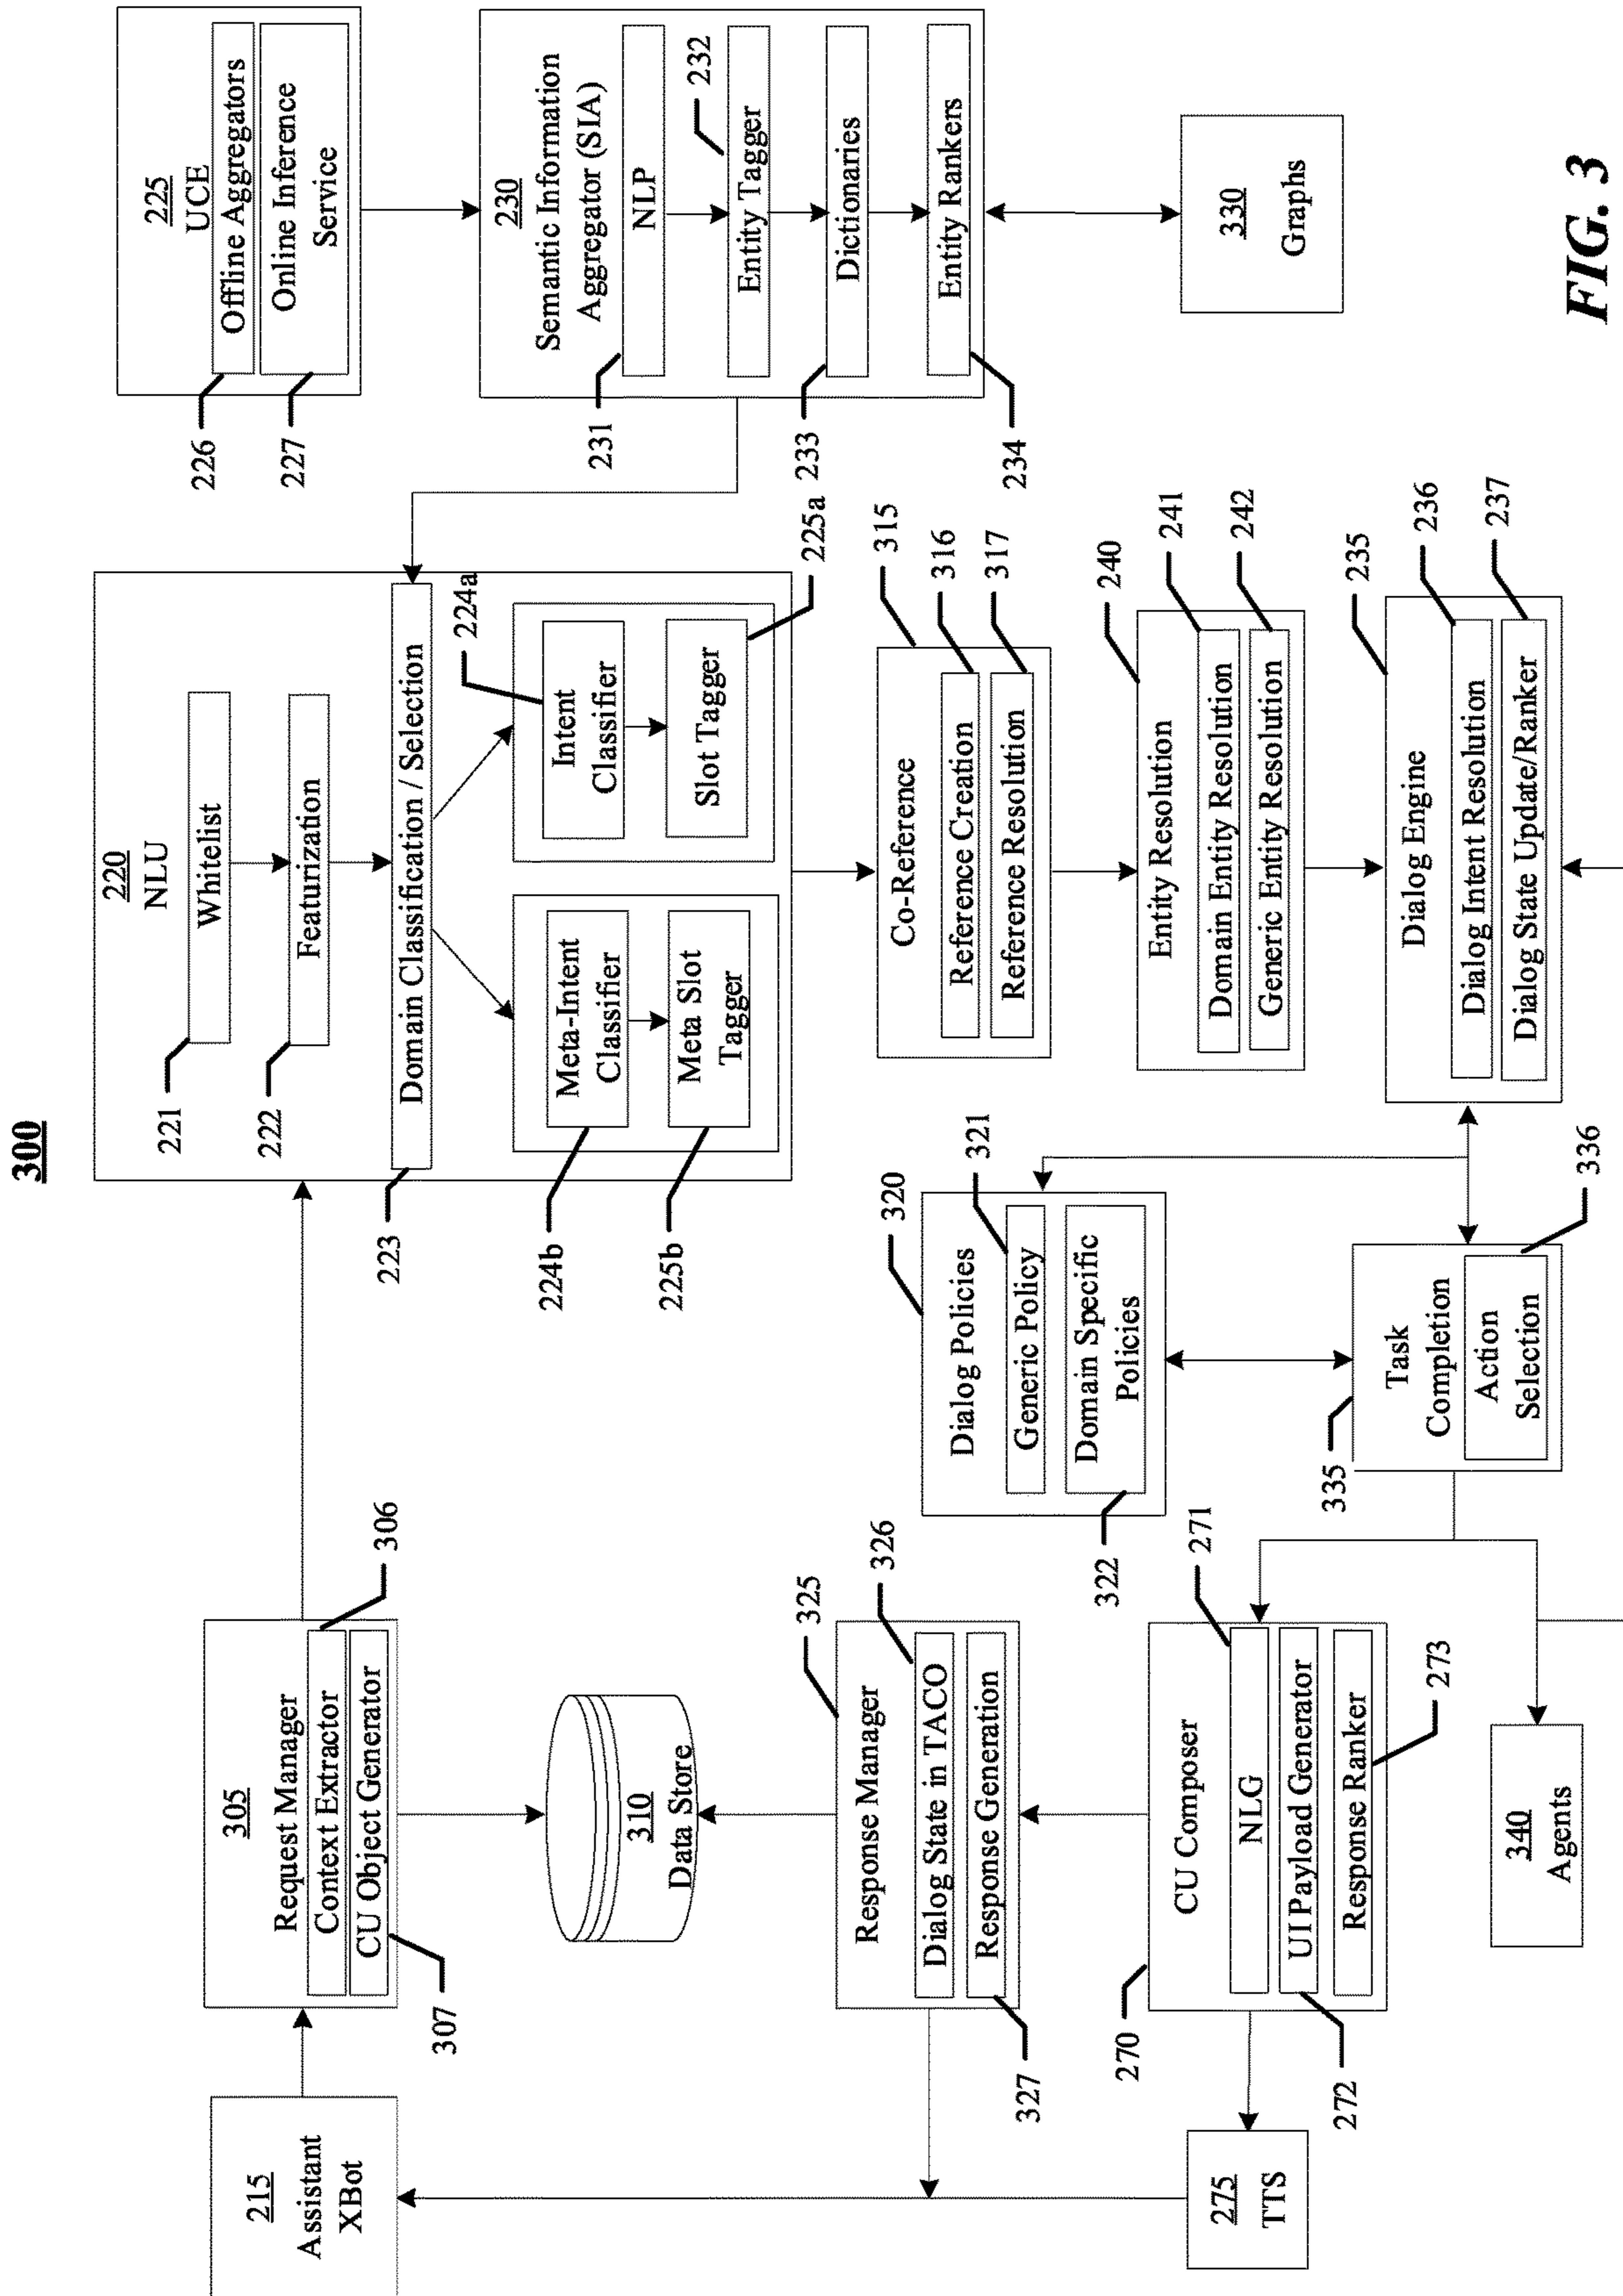 300
215
Assistant
XBot
305
Request Manager
Context Extractor
CU Object Generator
306
307
310
Data Store
220
NLU
Whitelist
221
Featurization
222
Domain Classification / Selection
223
Meta-Intent
Classifier
224b
Meta Slot
Tagger
225b
Intent
Classifier
224a
Slot Tagger
225a
225
UCE
Offline Aggregators
Online Inference
Service
226
227
230
Semantic Information
Aggregator (SIA)
NLP
231
Entity Tagger
232
Dictionaries
233
Entity Rankers
234
330
Graphs
Co-Reference
315
Reference Creation
316
Reference Resolution
317
Entity Resolution
240
Domain Entity Resolution
241
Generic Entity Resolution
242
Dialog Engine
235
Dialog Intent Resolution
236
Dialog State Update/Ranker
237
Dialog Policies
320
Generic Policy
321
Domain Specific
Policies
322
Task
Completion
335
Action
Selection
336
Response Manager
325
Dialog State in TACO
326
Response Generation
327
CU Composer
270
NLG
271
UI Payload Generator
272
Response Ranker
273
275
TTS
340
Agents
FIG. 3